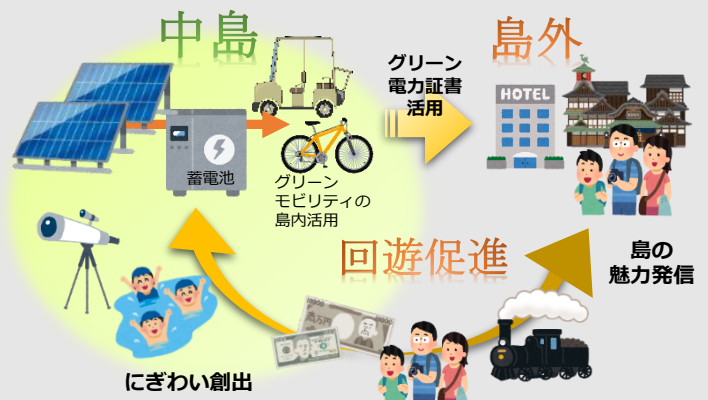 中島
島外
グリーン
電力証書
活用
HOTEL
蓄電池
グリーン
モビリティの
島内活用
回遊促進
島の
魅力発信
にぎわい創出